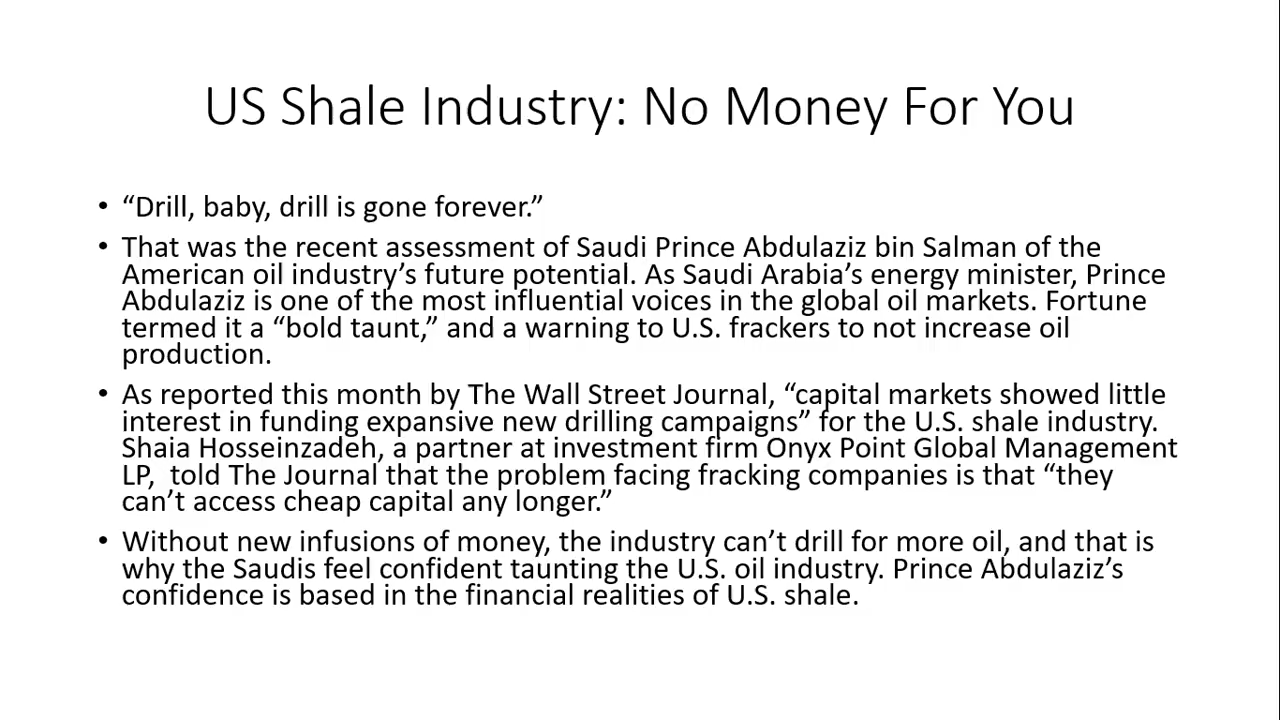 US Shale Industry: No Money For You
• “Drill, baby, drill is gone forever.”
• That was the recent assessment of Saudi Prince Abdulaziz bin Salman of the
American oil industry’s future potential. As Saudi Arabia’s energy minister, Prince
Abdulaziz is one of the most influential voices in the global oil markets. Fortune
termed it a “bold taunt,” and a warning to U.S. frackers to not increase oil
production.
• As reported this month by The Wall Street Journal, “capital markets showed little
interest in funding expansive new drilling campaigns” for the U.S. shale industry.
Shaia Hosseinzadeh, a partner at investment firm Onyx Point Global Management
LP,  told The Journal that the problem facing fracking companies is that “they
can’t access cheap capital any longer.”
• Without new infusions of money, the industry can’t drill for more oil, and that is
why the Saudis feel confident taunting the U.S. oil industry. Prince Abdulaziz’s
confidence is based in the financial realities of U.S. shale.